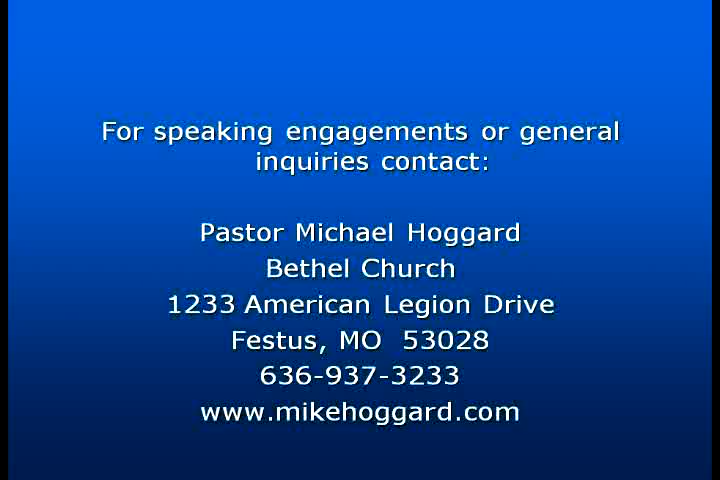 For speaking engagements or general
inquiries contact:
Pastor Michael Hoggard
Bethel Church
1233 American Legion Drive
Festus, MO  53028
636-937-3233
www.mikehoggard.com